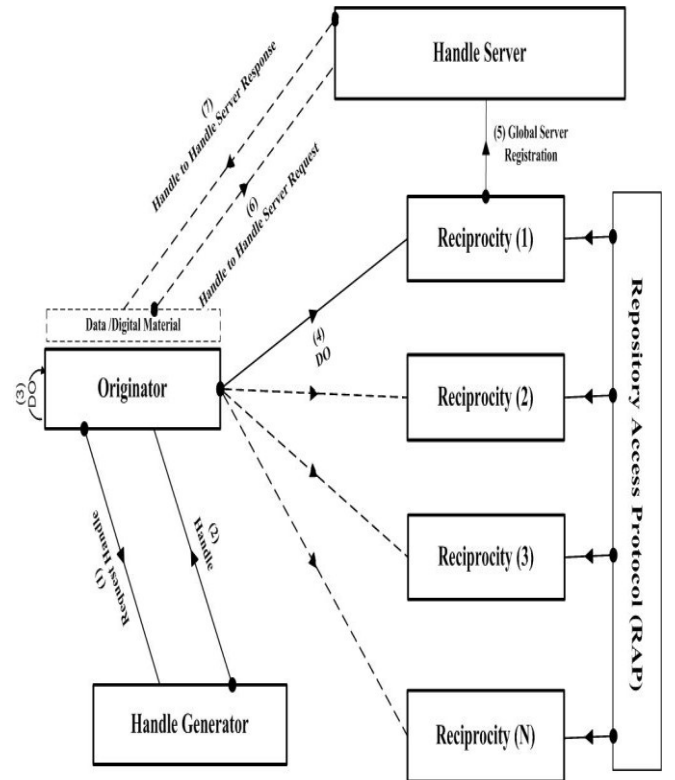 Handle Server
(7)
Handle to Handle Server Response
(6)
Handle to Handle Server Request
(5) Global Server
Registration
Reciprocity (1)
Data /Digital Material
Originator
(3)
DO
(4)
DO
Reciprocity (2)
Reciprocity (3)
Reciprocity (N)
Repository Access Protocol (RAP)
(1)
Request Handle
(2)
Handle
Handle Generator